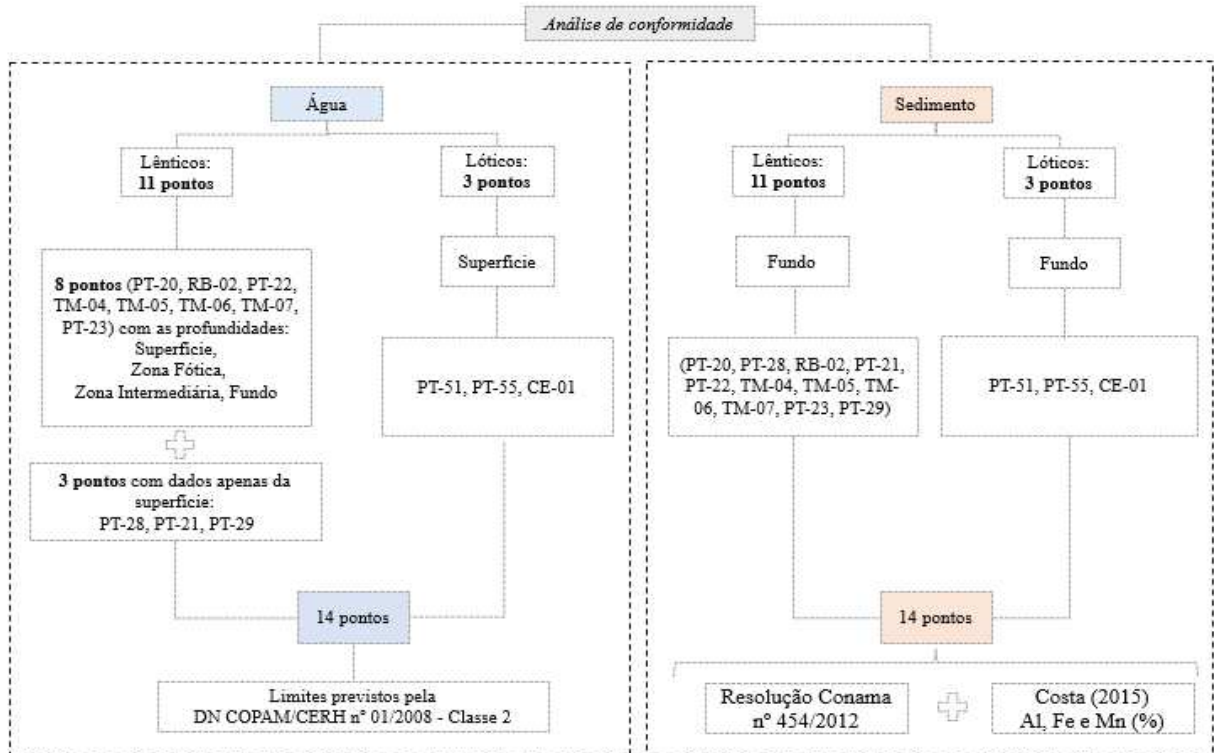 Análise de conformidade
Água
Lênticos:
11 pontos
Lóticos:
3 pontos
8 pontos (PT-20, RB-02, PT-22,
TM-04, TM-05, TM-06, TM-07,
PT-23) com as profundidades:
Superfície,
Zona Fótica,
Zona Intermediária, Fundo
Superfície
PT-51, PT-55, CE-01
3 pontos com dados apenas da
superfície:
PT-28, PT-21, PT-29
14 pontos
Limites previstos pela
DN COPAM/CERH nº 01/2008 - Classe 2
Sedimento
Lênticos:
11 pontos
Lóticos:
3 pontos
Fundo
Fundo
(PT-20, PT-28, RB-02, PT-21,
PT-22, TM-04, TM-05, TM-
06, TM-07, PT-23, PT-29)
PT-51, PT-55, CE-01
14 pontos
Resolução Conama
nº 454/2012
Costa (2015)
Al, Fe e Mn (%)